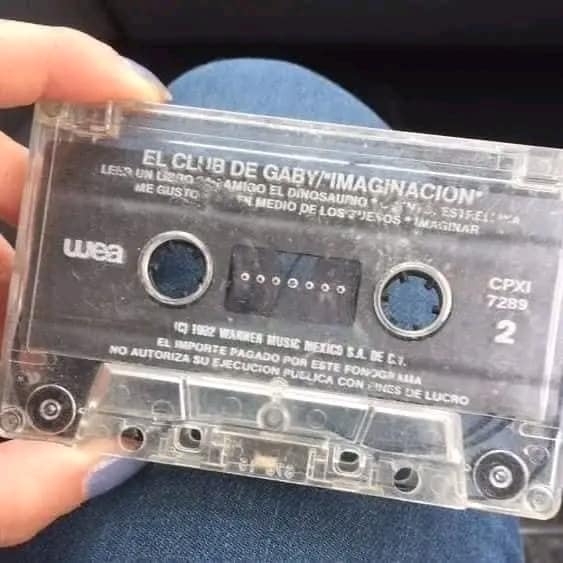 EL CLUB DE GABY/"IMAGINACION"
LEER UN LIBRO AMIGO EL DINOSAURIO *
ME GUSTO EN MEDIO DE LOS * IMAGINAR
wea
CPXI
7289
2
(C) 1992 WARNER MUSIC MEXICO S.A. DE C.V.
EL IMPORTE PAGADO POR ESTE FONOGRAMA
NO AUTORIZA SU EJECUCION PUBLICA CON FINES DE LUCRO